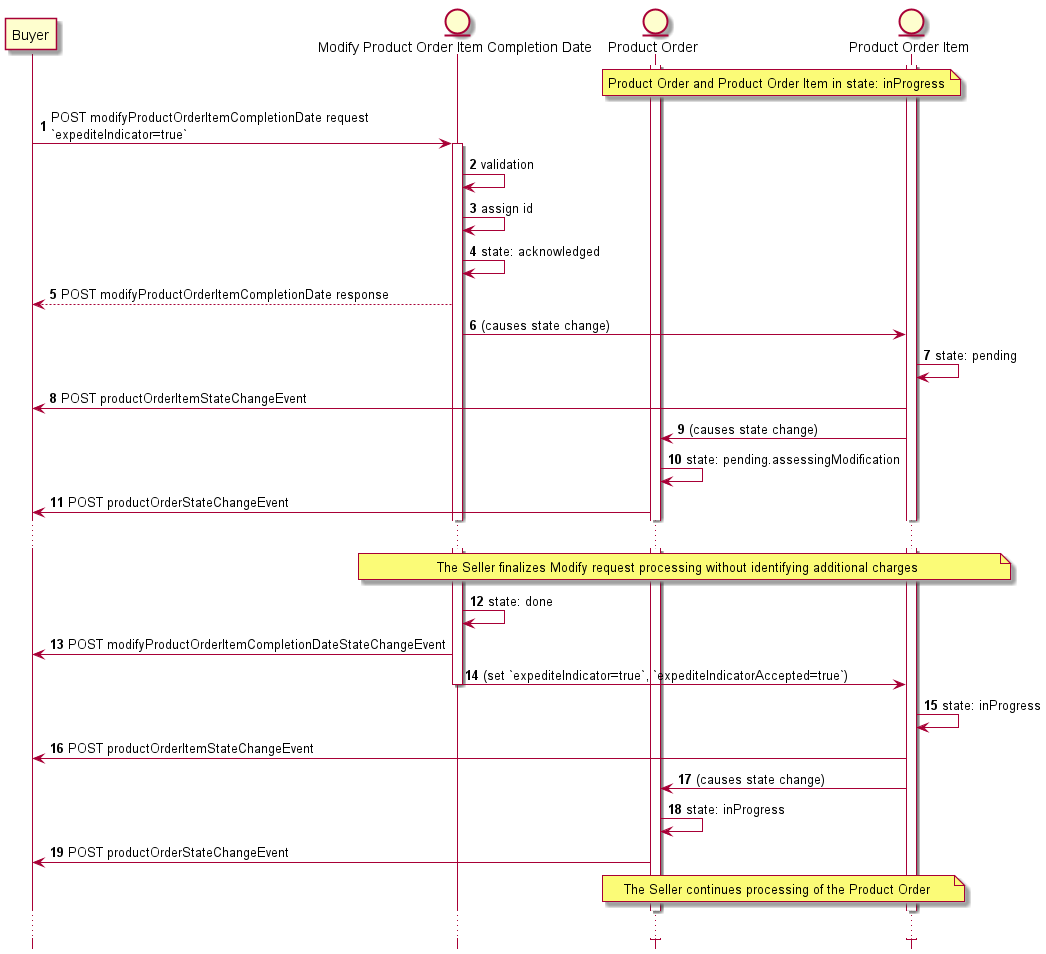 Buyer
Modify Product Order Item Completion Date
Product Order
Product Order Item
Product Order and Product Order Item in state: inProgress
1 POST modifyProductOrderItemCompletionDate request
`expediteIndicator=true`
2 validation
3 assign id
4 state: acknowledged
5 POST modifyProductOrderItemCompletionDate response
6 (causes state change)
7 state: pending
8 POST productOrderItemStateChangeEvent
9 (causes state change)
10 state: pending.assessingModification
11 POST productOrderStateChangeEvent
The Seller finalizes Modify request processing without identifying additional charges
12 state: done
13 POST modifyProductOrderItemCompletionDateStateChangeEvent
14 (set `expediteIndicator=true`, `expediteIndicatorAccepted=true`)
15 state: inProgress
16 POST productOrderItemStateChangeEvent
17 (causes state change)
18 state: inProgress
19 POST productOrderStateChangeEvent
The Seller continues processing of the Product Order